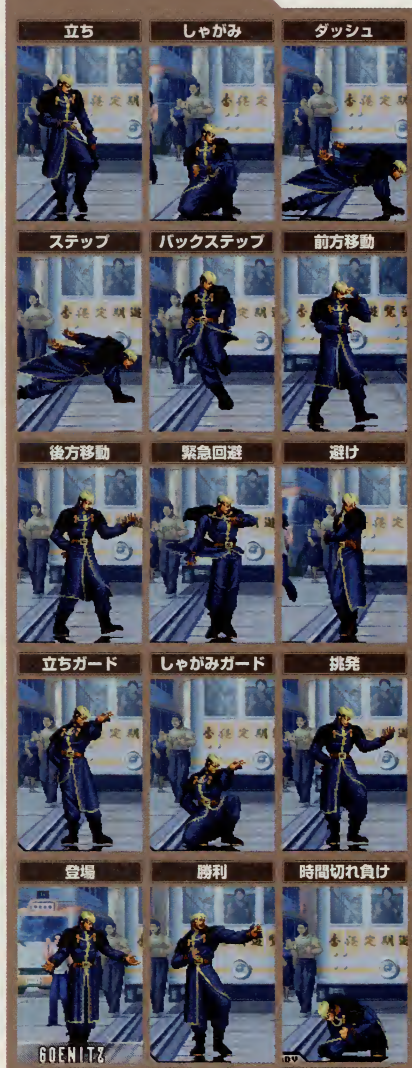 立ち
しゃがみ
ダッシュ
ステップ
バックステップ
前方移動
後方移動
緊急回避
避け
立ちガード
しゃがみガード
挑発
登場
勝利
時間切れ負け
GOENITZ